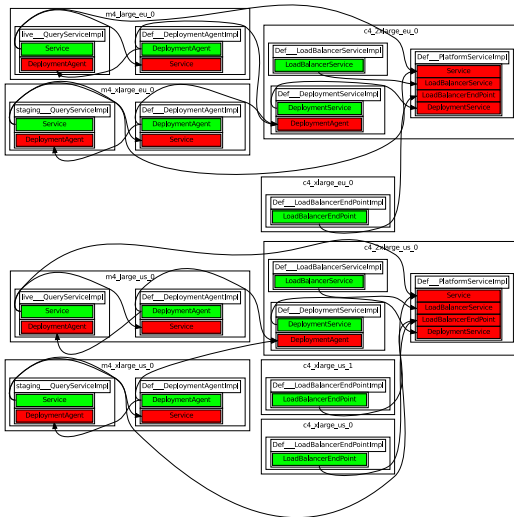 m4_large_eu_0
live___QueryServiceImpl
Service
DeploymentAgent
Def___DeploymentAgentImpl
DeploymentAgent
Service
c4_2xlarge_eu_0
Def___LoadBalancerServiceImpl
LoadBalancerService
Def___DeploymentServiceImpl
DeploymentService
DeploymentAgent
Def___PlatformServiceImpl
Service
LoadBalancerService
LoadBalancerEndPoint
DeploymentService
m4_xlarge_eu_0
staging___QueryServiceImpl
Service
DeploymentAgent
Def___DeploymentAgentImpl
DeploymentAgent
Service
c4_xlarge_eu_0
Def___LoadBalancerEndPointImpl
LoadBalancerEndPoint
m4_large_us_0
live___QueryServiceImpl
Service
DeploymentAgent
Def___DeploymentAgentImpl
DeploymentAgent
Service
c4_2xlarge_us_0
Def___LoadBalancerServiceImpl
LoadBalancerService
Def___DeploymentServiceImpl
DeploymentService
DeploymentAgent
Def___PlatformServiceImpl
Service
LoadBalancerService
LoadBalancerEndPoint
DeploymentService
m4_xlarge_us_0
staging___QueryServiceImpl
Service
DeploymentAgent
Def___DeploymentAgentImpl
DeploymentAgent
Service
c4_xlarge_us_1
Def___LoadBalancerEndPointImpl
LoadBalancerEndPoint
c4_xlarge_us_0
Def___LoadBalancerEndPointImpl
LoadBalancerEndPoint